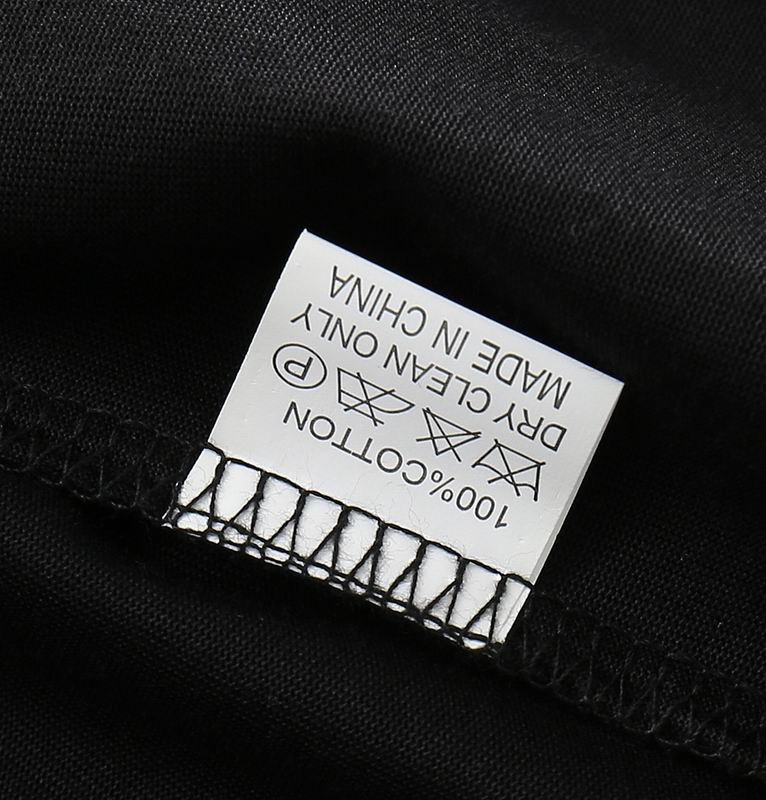 100%COTTON
P
DRY CLEAN ONLY
MADE IN CHINA